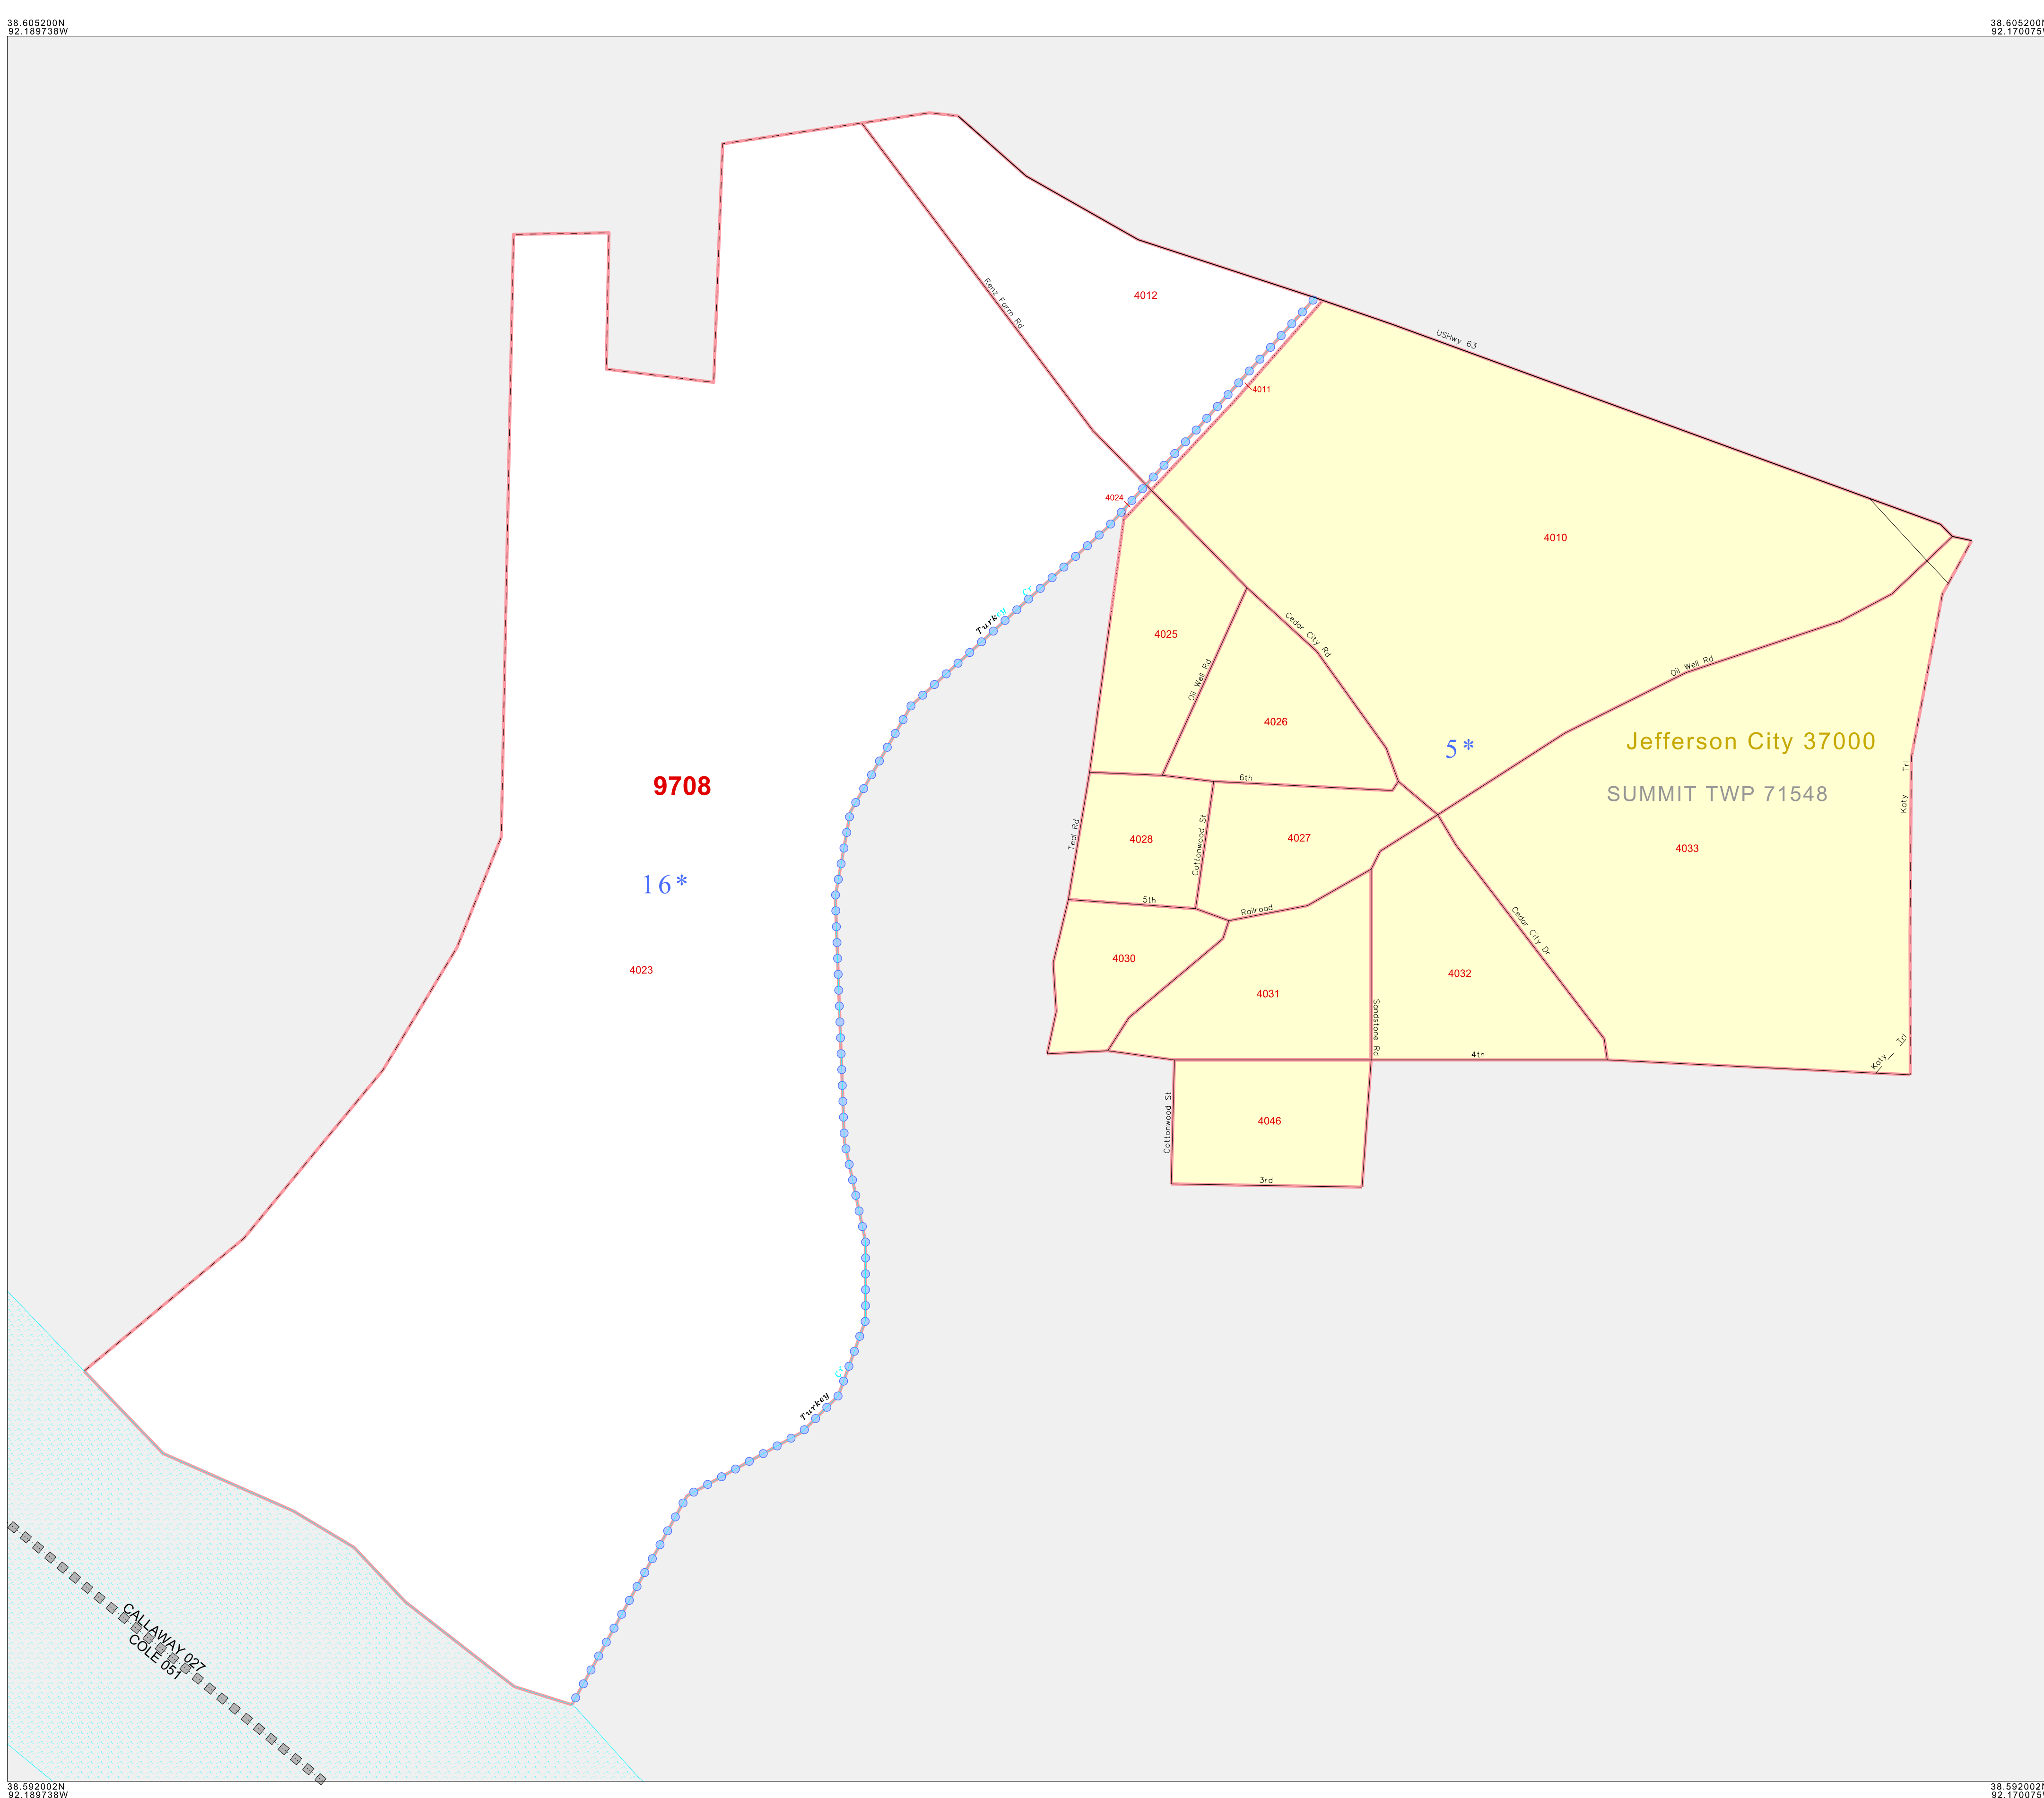 38.605200N
92.189738W
38.605200N
92.170075W
4012
Renz Farm Rd
USHwy 63
4011
4024
4010
Turkey Cr
4025
Cedar City Rd
Oil Well Rd
Oil Well Rd
4026
5*
Jefferson City 37000
Katy Trl
9708
6th
SUMMIT TWP 71548
Teal Rd
4028
Cottonwood St
4027
4033
16*
5th
Railroad
Cedar City Dr
4030
4023
4032
4031
Sandstone Rd
4th
Katy Trl
Cottonwood St
4046
3rd
Turkey Cr
CALLAWAY 027
COLE 051
38.592002N
92.189738W
38.592002N
92.170075W